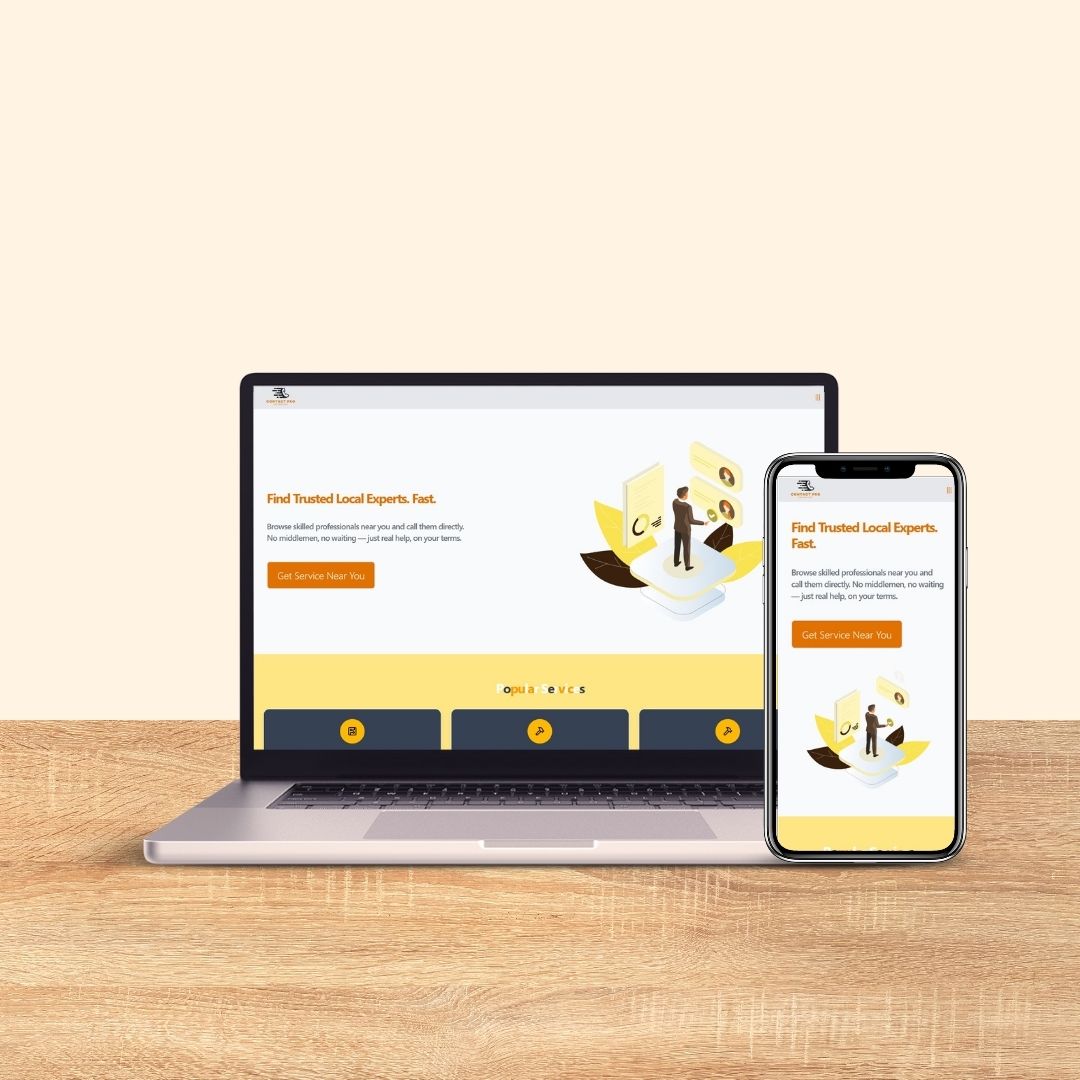 CONTACT PRO
Find Trusted Local Experts. Fast.
Browse skilled professionals near you and call them directly.
No middlemen, no waiting — just real help, on your terms.
Get Service Near You
Popular Services
CONTACT PRO
Find Trusted Local Experts.
Fast.
Browse skilled professionals near you and
call them directly. No middlemen, no waiting
— just real help, on your terms.
Get Service Near You